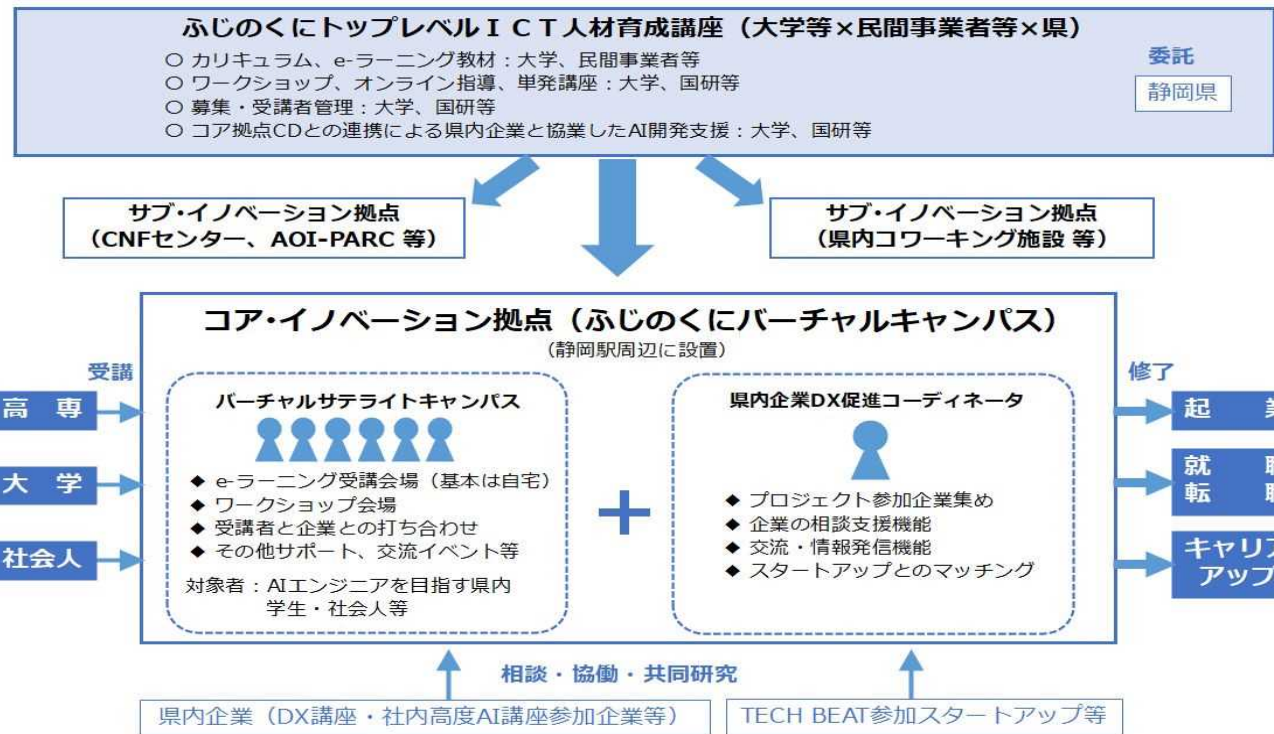 ふじのくにトップレベルＩＣＴ人材育成講座（大学等×民間事業者等×県）
○ カリキュラム、e-ラーニング教材：大学、民間事業者等
○ ワークショップ、オンライン指導、単発講座：大学、国研等
○ 募集・受講者管理：大学、国研等
○ コア拠点CDとの連携による県内企業と協業したAI開発支援：大学、国研等
委託
静岡県
サブ･イノベーション拠点
（CNFセンター、AOI-PARC 等）
サブ･イノベーション拠点
（県内コワーキング施設 等）
コア･イノベーション拠点（ふじのくにバーチャルキャンパス）
（静岡駅周辺に設置）
受講
高　専
大　学
社会人
バーチャルサテライトキャンパス
◆ e-ラーニング受講会場（基本は自宅）
◆ ワークショップ会場
◆ 受講者と企業との打ち合わせ
◆ その他サポート、交流イベント等
対象者：AIエンジニアを目指す県内
学生・社会人等
＋
県内企業DX促進コーディネータ
◆ プロジェクト参加企業集め
◆ 企業の相談支援機能
◆ 交流・情報発信機能
◆ スタートアップとのマッチング
修了
起　業
就　職
転　職
キャリア
アップ
相談・協働・共同研究
県内企業（DX講座・社内高度AI講座参加企業等）
TECH BEAT参加スタートアップ等